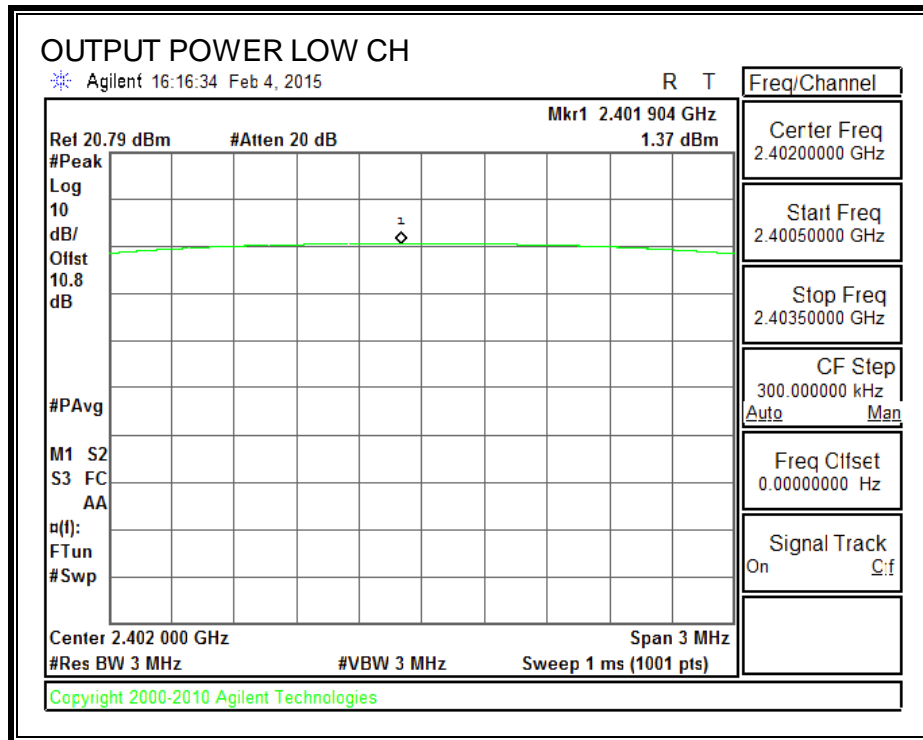 OUTPUT POWER LOW CH
Agilent 16:16:34 Feb 4, 2015 R T
Mkr1 2.401 904 GHz
Ref 20.79 dBm #Atten 20 dB 1.37 dBm
#Peak
Log
10
dB/
Offst
10.8
dB
1
#PAvg
M1 S2
S3 FC
AA
¤(f):
FTun
#Swp
Center 2.402 000 GHz Span 3 MHz
#Res BW 3 MHz #VBW 3 MHz Sweep 1 ms (1001 pts)
Copyright 2000-2010 Agilent Technologies
Freq/Channel
Center Freq
2.40200000 GHz
Start Freq
2.40050000 GHz
Stop Freq
2.40350000 GHz
CF Step
300.000000 kHz
Auto Man
Freq Offset
0.00000000 Hz
Signal Track
On Off